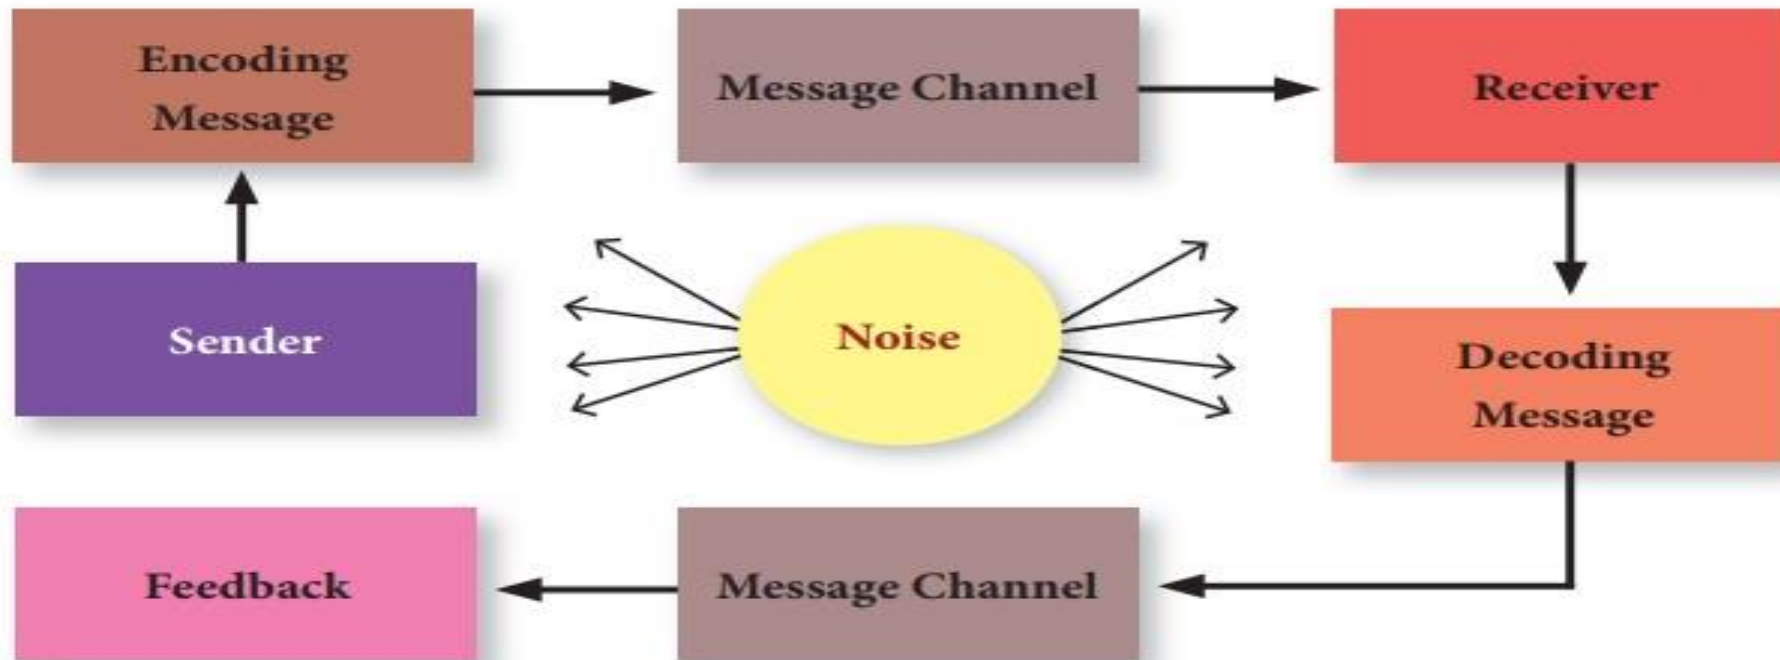 Encoding
Message
Message Channel
Receiver
Sender
Noise
Decoding
Message
Feedback
Message Channel